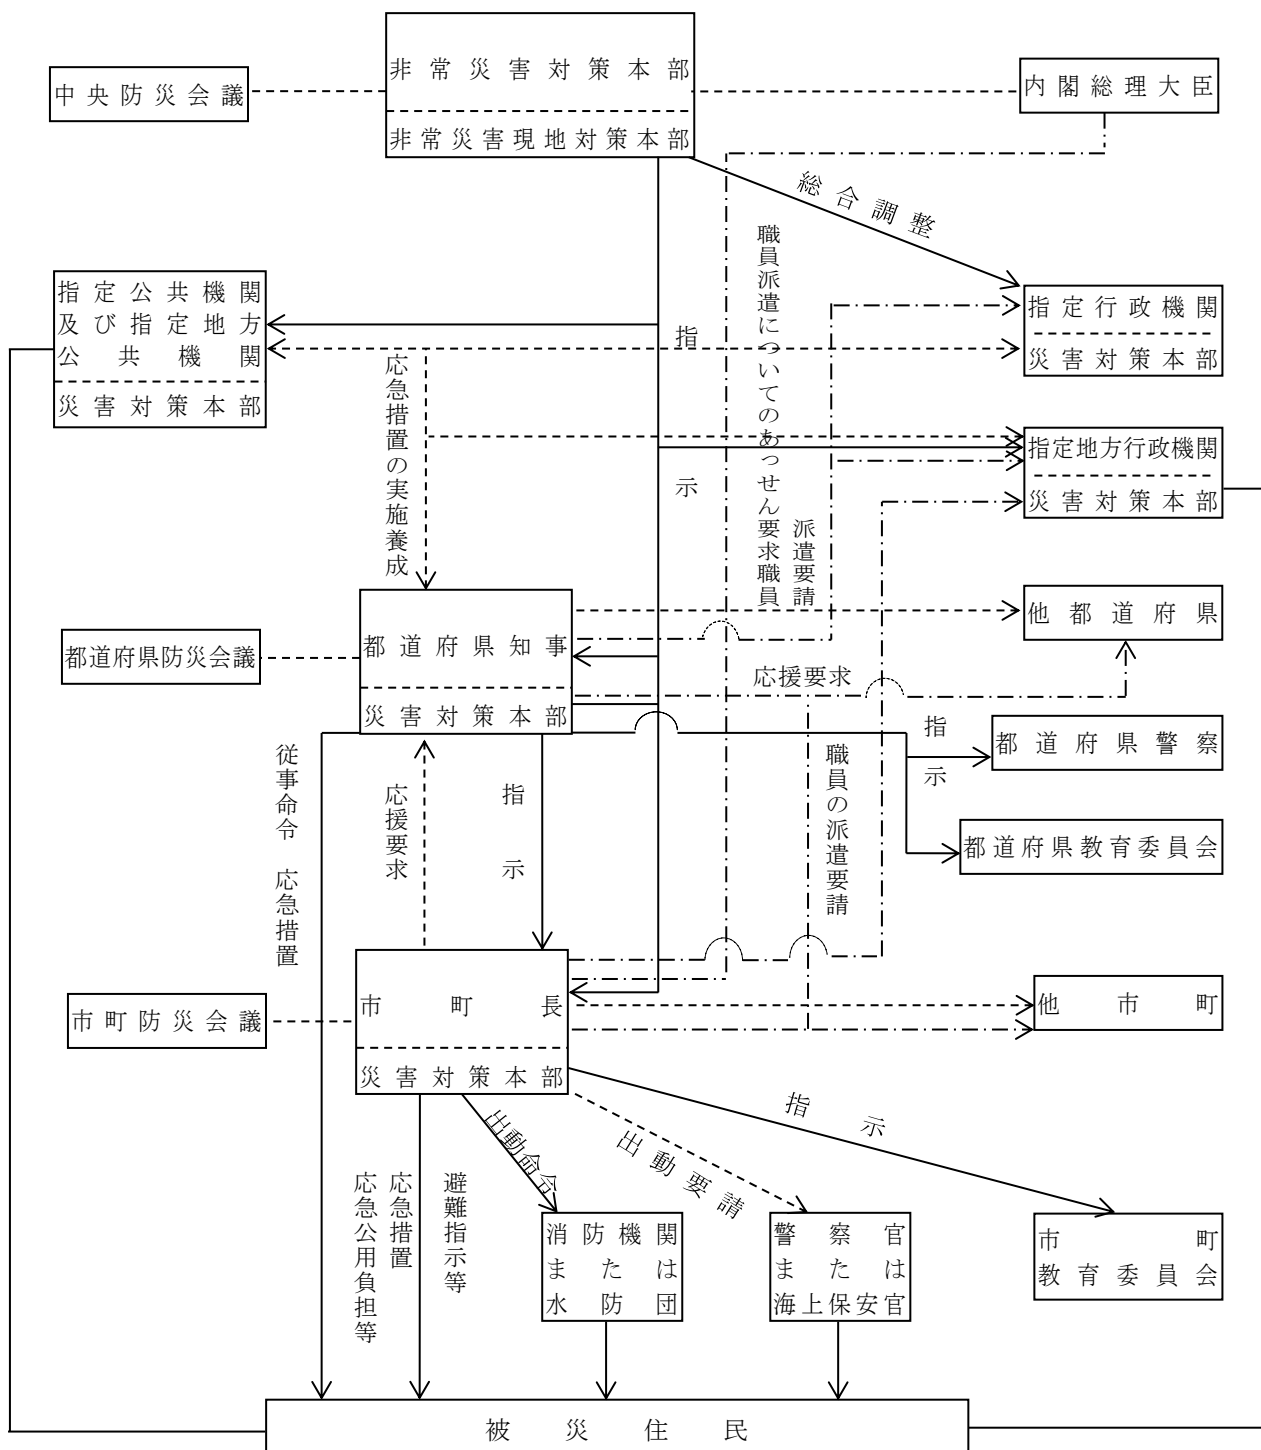 非常災害対策本部
中央防災会議
内閣総理大臣
非常災害現地対策本部
総合調整
職員派遣についてのあっせん要求職員
派遣要請
指定公共機関
及び指定地方
公共機関
災害対策本部
指定行政機関
災害対策本部
指示
応急措置の実施養成
指定地方行政機関
災害対策本部
他都道府県
都道府県知事
都道府県防災会議
災害対策本部
応援要求
指示
都道府県警察
従事命令 応急措置
応援要求
指示
職員の派遣要請
都道府県教育委員会
市町長
市町防災会議
他市町
災害対策本部
指示
出動命令
出動要請
応急公用負担等
応急措置
避難指示等
消防機関
または
水防団
警察官
または
海上保安官
市町
教育委員会
被災住民